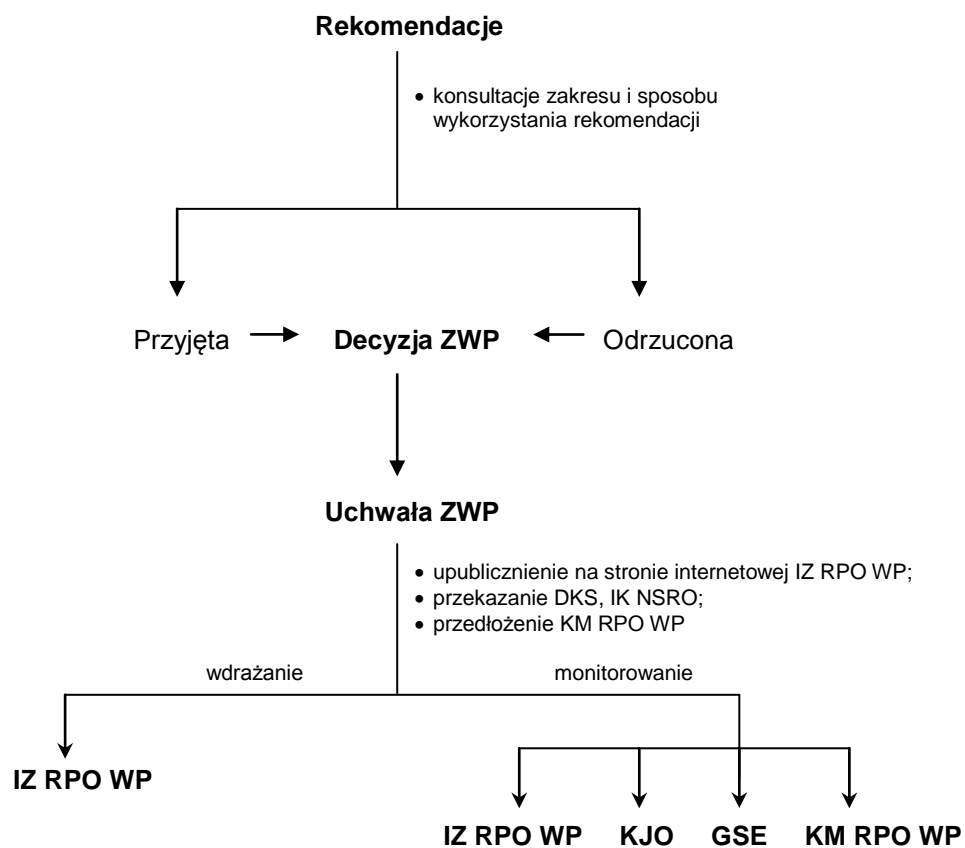 Rekomendacje
• konsultacje zakresu i sposobu
wykorzystania rekomendacji
Przyjęta
Decyzja ZWP
Odrzucona
Uchwała ZWP
• upublicznienie na stronie internetowej IZ RPO WP;
• przekazanie DKS, IK NSRO;
• przedłożenie KM RPO WP
wdrażanie
monitorowanie
IZ RPO WP
IZ RPO WP
KJO
GSE
KM RPO WP